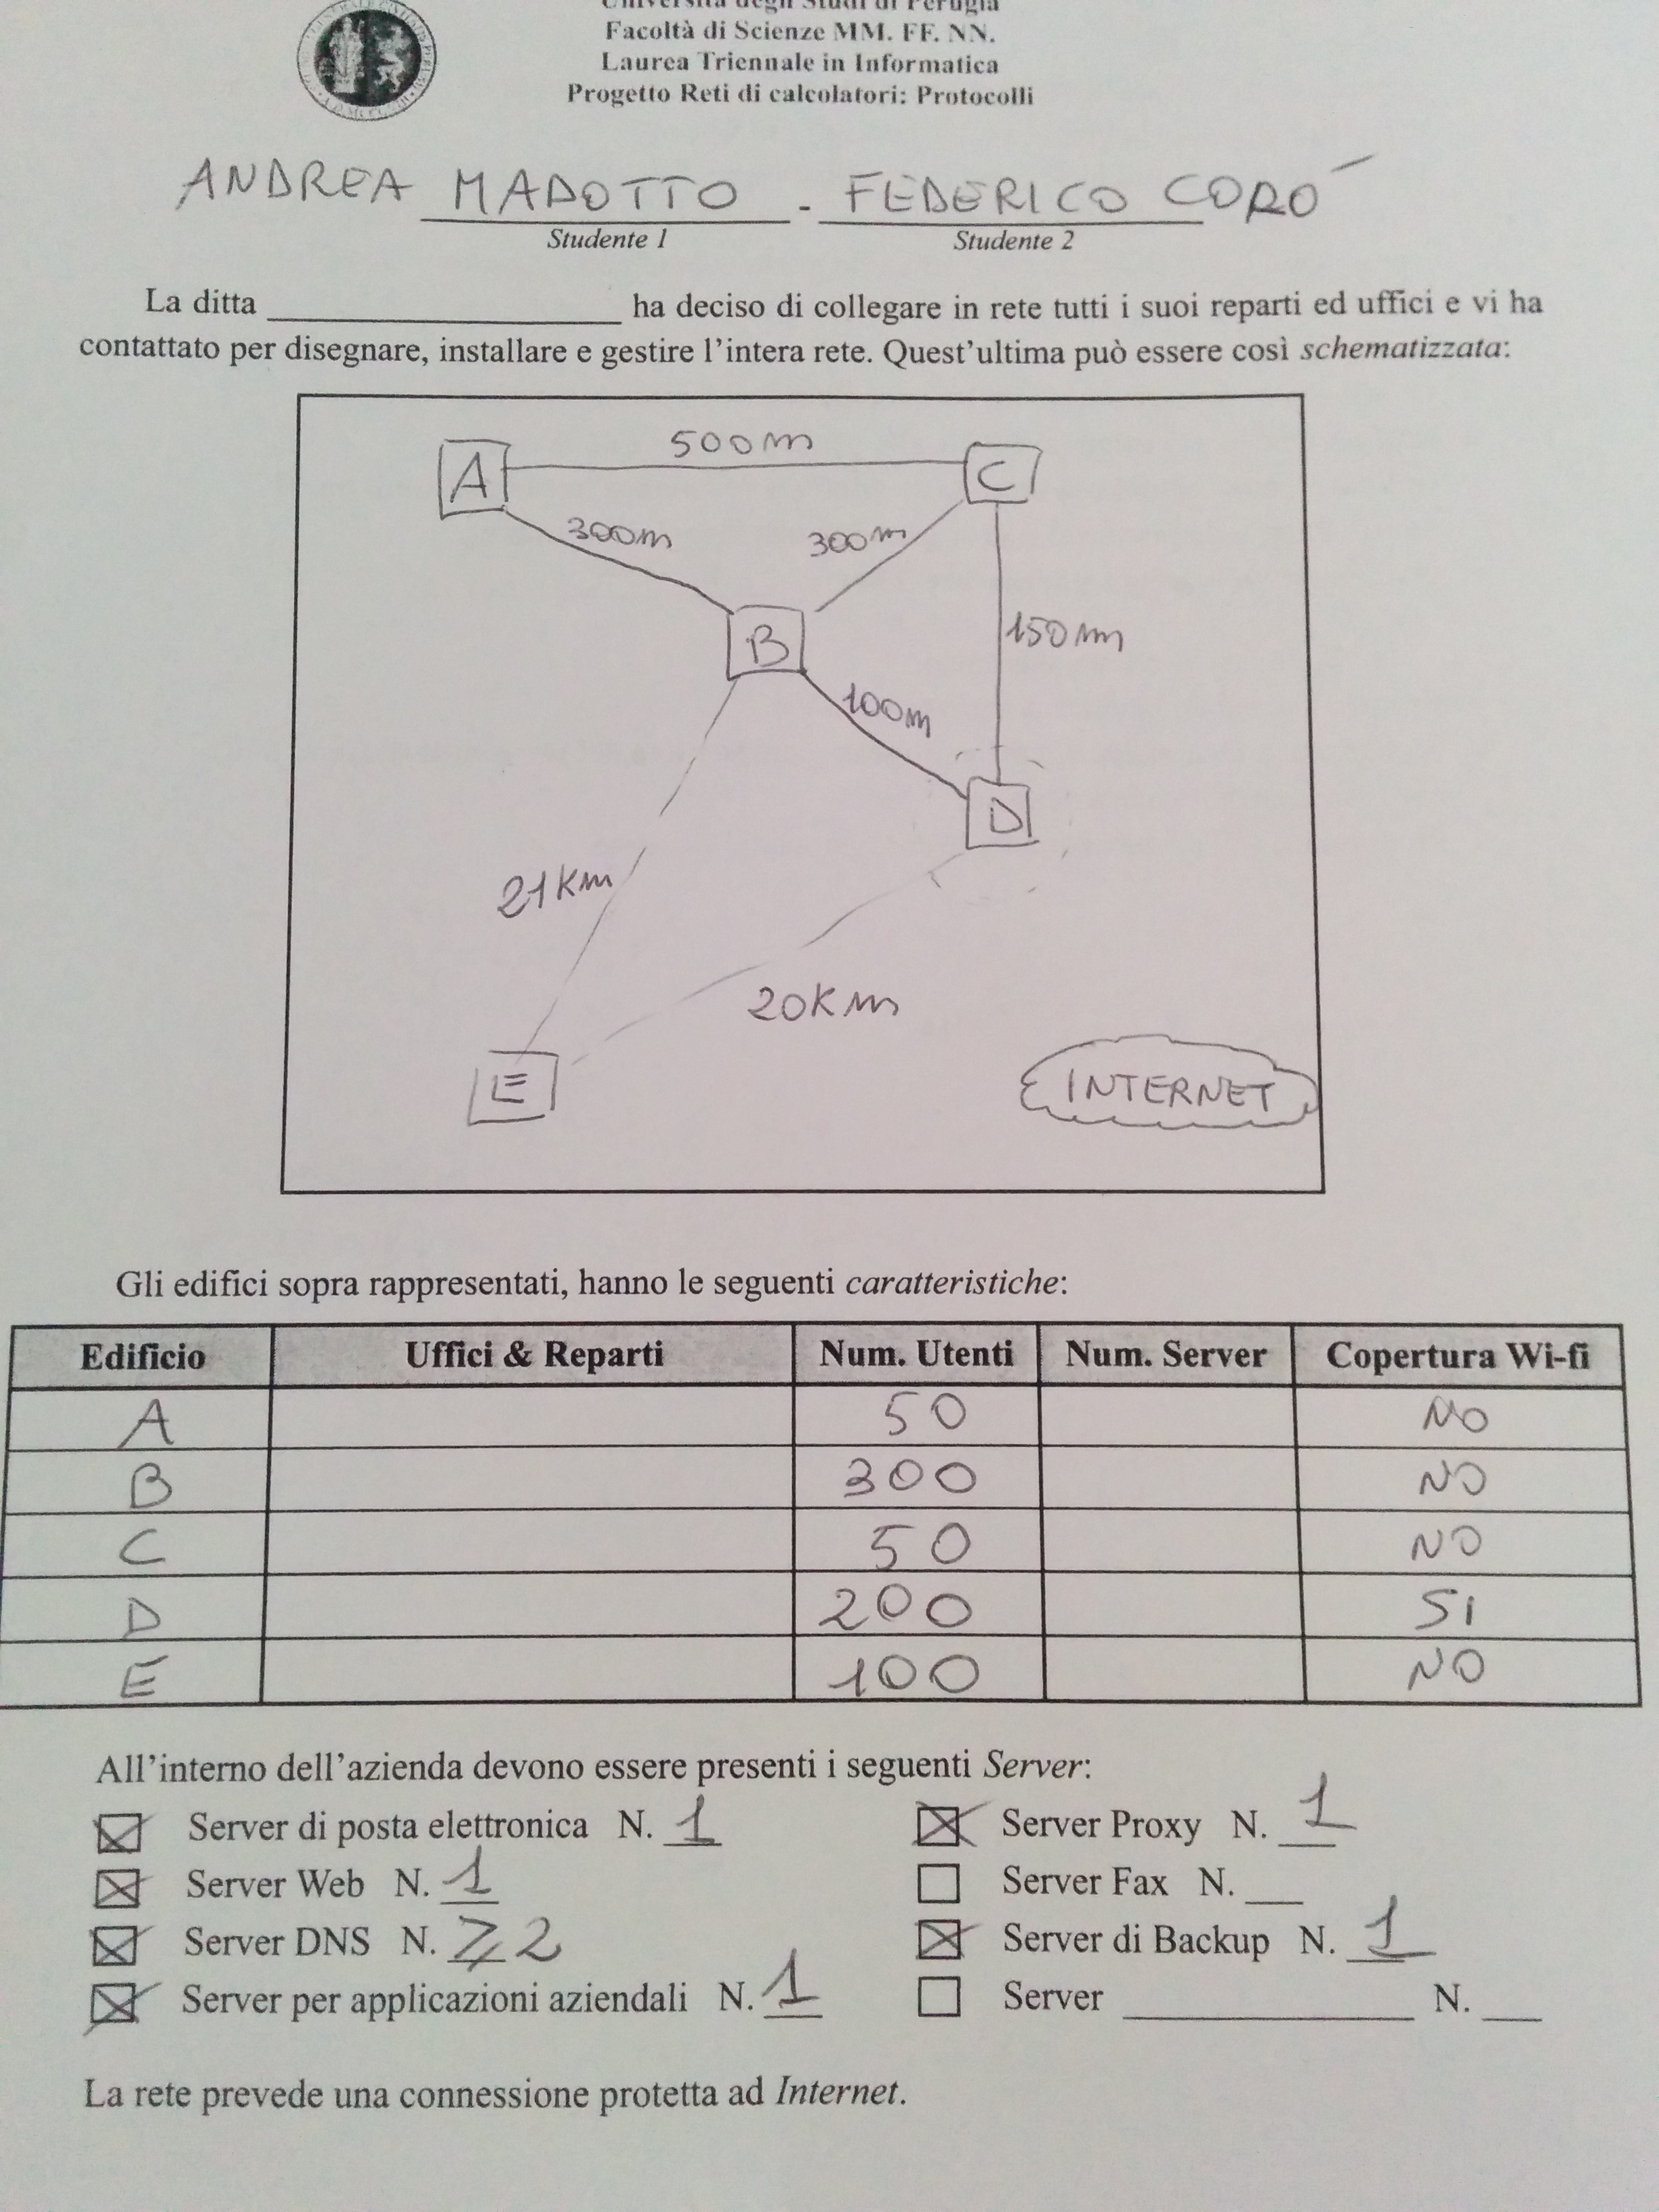 Università degli Studi di Perugia
Facoltà di Scienze MM. FF. NN.
Laurea Triennale in Informatica
Progetto Reti di calcolatori: Protocolli
ANDREA MADOTTO - FEDERICO CORÓ
Studente 1 Studente 2
La ditta ____________________ ha deciso di collegare in rete tutti i suoi reparti ed uffici e vi ha
contattato per disegnare, installare e gestire l'intera rete. Quest'ultima può essere così schematizzata:
500m
A C
300m 300m
B 150m
100m
D
21Km
20Km
E INTERNET
Gli edifici sopra rappresentati, hanno le seguenti caratteristiche:
Edificio Uffici & Reparti Num. Utenti Num. Server Copertura Wi-fi
A 50 NO
B 300 NO
C 50 NO
D 200 SI
E 100 NO
All'interno dell'azienda devono essere presenti i seguenti Server:
Server di posta elettronica N. 1 Server Proxy N. 1
Server Web N. 1 Server Fax N. ___
Server DNS N. ≥2 Server di Backup N. 1
Server per applicazioni aziendali N. 1 Server ________________ N. ___
La rete prevede una connessione protetta ad Internet.